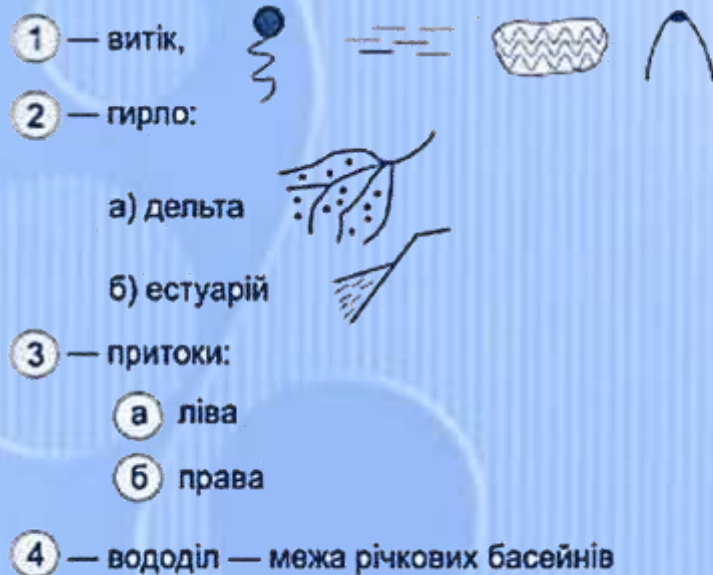 1 — витік,
2 — гирло:
а) дельта
б) естуарій
3 — притоки:
а ліва
б права
4 — вододіл — межа річкових басейнів